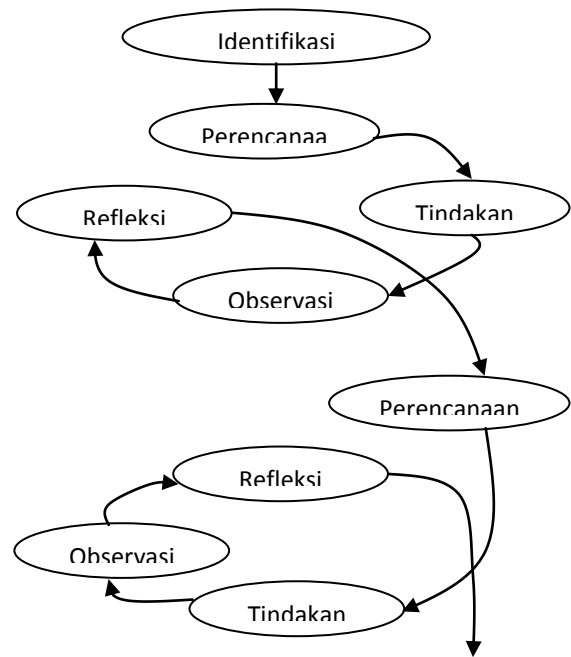 Identifikasi
Perencanaa
Tindakan
Refleksi
Observasi
Perencanaan
Refleksi
Observasi
Tindakan